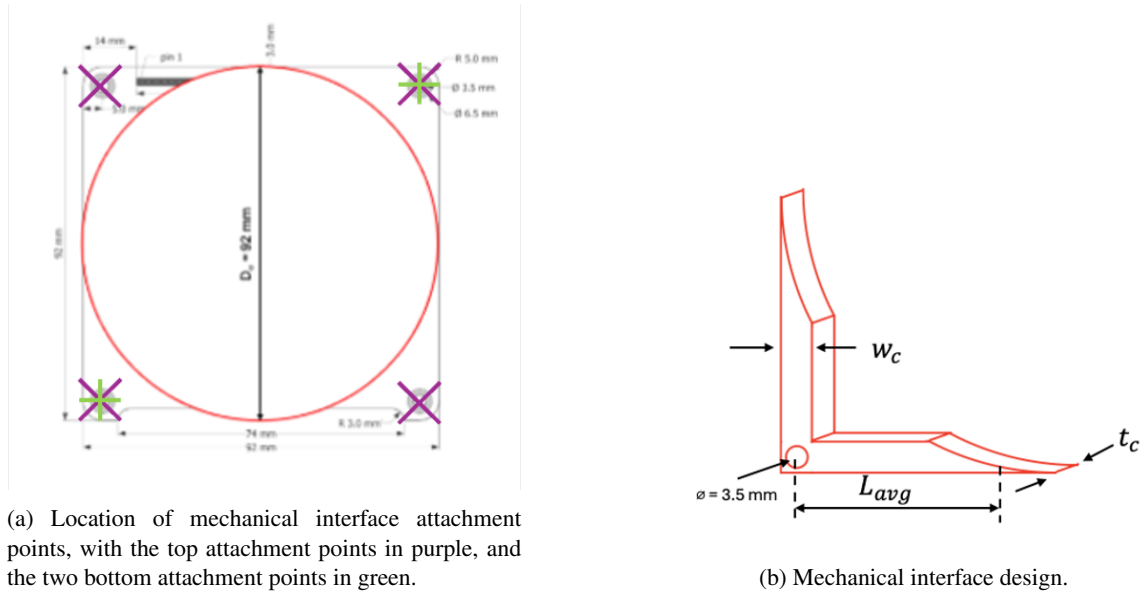 14 mm
pin 1
3.0 mm
R 5.0 mm
Ø 3.5 mm
Ø 6.5 mm
5.0 mm
92 mm
D = 92 mm
R 3.0 mm
74 mm
92 mm
w_c
t_c
L_avg
⌀ = 3.5 mm
(a) Location of mechanical interface attachment
points, with the top attachment points in purple, and
the two bottom attachment points in green.
(b) Mechanical interface design.